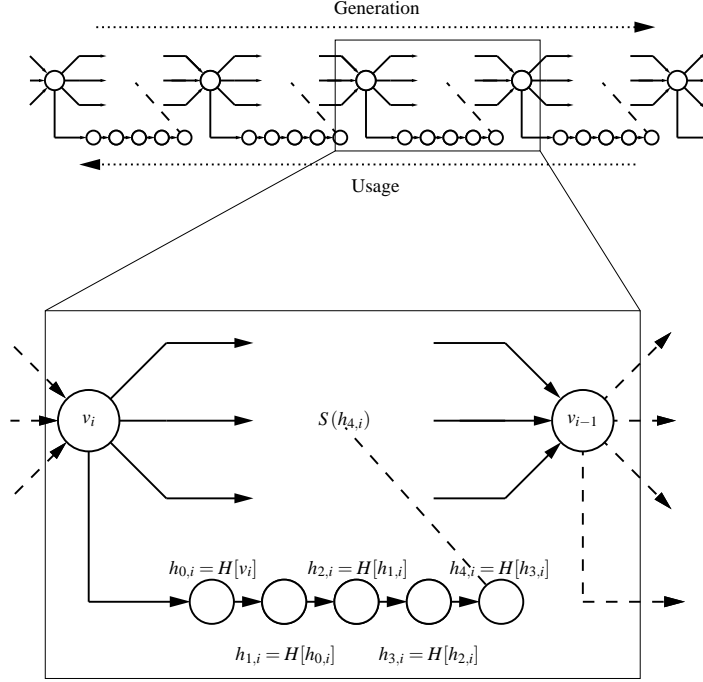 Generation
Usage
v_i
S(h_{4,i})
v_{i−1}
h_{0,i} = H[v_i]
h_{2,i} = H[h_{1,i}]
h_{4,i} = H[h_{3,i}]
h_{1,i} = H[h_{0,i}]
h_{3,i} = H[h_{2,i}]